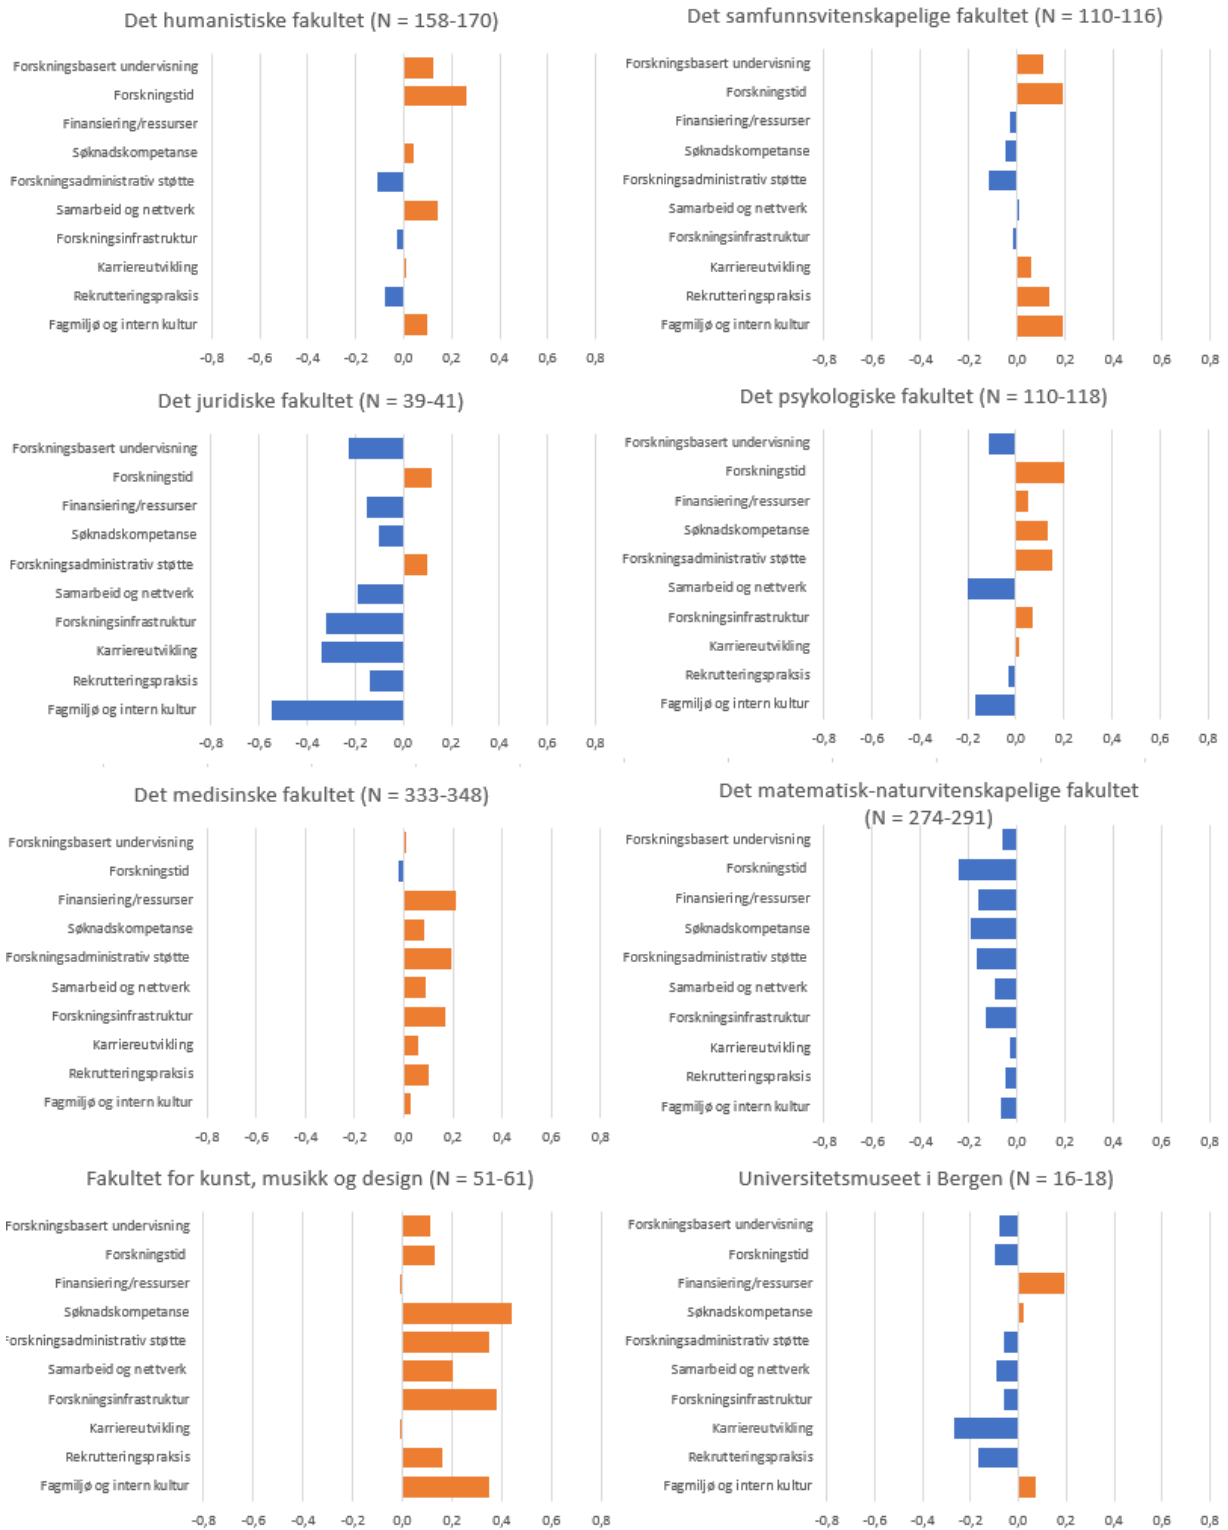 Det humanistiske fakultet (N = 158-170)
Forskningsbasert undervisning
Forskningstid
Finansiering/ressurser
Søknadskompetanse
Forskningsadministrativ støtte
Samarbeid og nettverk
Forskningsinfrastruktur
Karriereutvikling
Rekrutteringspraksis
Fagmiljø og intern kultur
-0,8 -0,6 -0,4 -0,2 0,0 0,2 0,4 0,6 0,8
Det samfunnsvitenskapelige fakultet (N = 110-116)
Forskningsbasert undervisning
Forskningstid
Finansiering/ressurser
Søknadskompetanse
Forskningsadministrativ støtte
Samarbeid og nettverk
Forskningsinfrastruktur
Karriereutvikling
Rekrutteringspraksis
Fagmiljø og intern kultur
-0,8 -0,6 -0,4 -0,2 0,0 0,2 0,4 0,6 0,8
Det juridiske fakultet (N = 39-41)
Forskningsbasert undervisning
Forskningstid
Finansiering/ressurser
Søknadskompetanse
Forskningsadministrativ støtte
Samarbeid og nettverk
Forskningsinfrastruktur
Karriereutvikling
Rekrutteringspraksis
Fagmiljø og intern kultur
-0,8 -0,6 -0,4 -0,2 0,0 0,2 0,4 0,6 0,8
Det psykologiske fakultet (N = 110-118)
Forskningsbasert undervisning
Forskningstid
Finansiering/ressurser
Søknadskompetanse
Forskningsadministrativ støtte
Samarbeid og nettverk
Forskningsinfrastruktur
Karriereutvikling
Rekrutteringspraksis
Fagmiljø og intern kultur
-0,8 -0,6 -0,4 -0,2 0,0 0,2 0,4 0,6 0,8
Det medisinske fakultet (N = 333-348)
Forskningsbasert undervisning
Forskningstid
Finansiering/ressurser
Søknadskompetanse
Forskningsadministrativ støtte
Samarbeid og nettverk
Forskningsinfrastruktur
Karriereutvikling
Rekrutteringspraksis
Fagmiljø og intern kultur
-0,8 -0,6 -0,4 -0,2 0,0 0,2 0,4 0,6 0,8
Det matematisk-naturvitenskapelige fakultet
(N = 274-291)
Forskningsbasert undervisning
Forskningstid
Finansiering/ressurser
Søknadskompetanse
Forskningsadministrativ støtte
Samarbeid og nettverk
Forskningsinfrastruktur
Karriereutvikling
Rekrutteringspraksis
Fagmiljø og intern kultur
-0,8 -0,6 -0,4 -0,2 0,0 0,2 0,4 0,6 0,8
Fakultet for kunst, musikk og design (N = 51-61)
Forskningsbasert undervisning
Forskningstid
Finansiering/ressurser
Søknadskompetanse
Forskningsadministrativ støtte
Samarbeid og nettverk
Forskningsinfrastruktur
Karriereutvikling
Rekrutteringspraksis
Fagmiljø og intern kultur
-0,8 -0,6 -0,4 -0,2 0,0 0,2 0,4 0,6 0,8
Universitetsmuseet i Bergen (N = 16-18)
Forskningsbasert undervisning
Forskningstid
Finansiering/ressurser
Søknadskompetanse
Forskningsadministrativ støtte
Samarbeid og nettverk
Forskningsinfrastruktur
Karriereutvikling
Rekrutteringspraksis
Fagmiljø og intern kultur
-0,8 -0,6 -0,4 -0,2 0,0 0,2 0,4 0,6 0,8